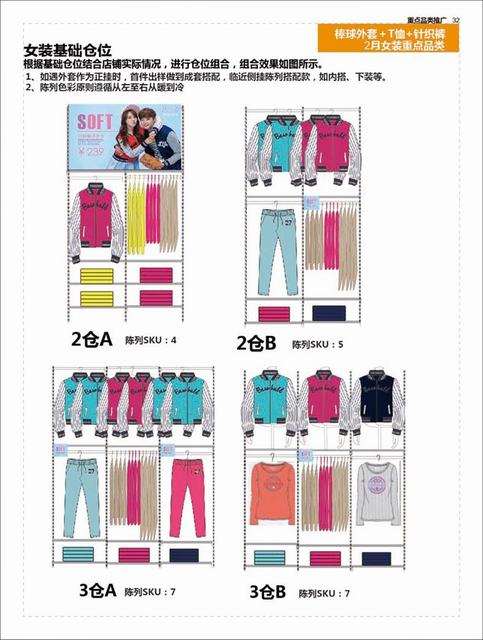 重点品类推广 32
棒球外套+T恤+针织裤
2月女装重点品类
女装基础仓位
根据基础仓位结合店铺实际情况，进行仓位组合，组合效果如图所示。
1、如遇外套作为正挂时，首件出样做到成套搭配，临近侧挂陈列搭配款，如内搭、下装等。
2、陈列色彩原则遵循从左至右从暖到冷
SOFT
¥239
Baseball
2仓A 陈列SKU：4
Baseball
SOFT
2仓B 陈列SKU：5
Baseball
3仓A 陈列SKU：7
Baseball
Baseball
Baseball
3仓B 陈列SKU：7